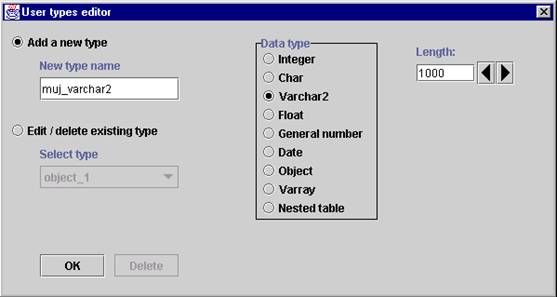 User types editor
Add a new type
New type name
muj_varchar2
Edit / delete existing type
Select type
object_1
OK
Delete
Data type
Integer
Char
Varchar2
Float
General number
Date
Object
Varray
Nested table
Length:
1000